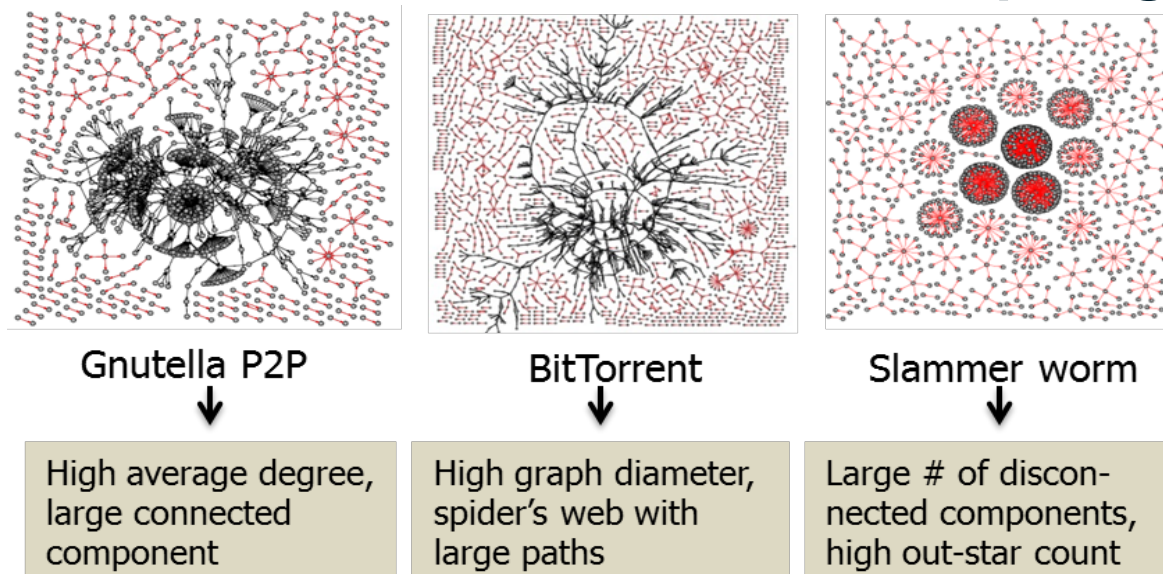 Gnutella P2P
BitTorrent
Slammer worm
High average degree,
large connected
component
High graph diameter,
spider's web with
large paths
Large # of discon-
nected components,
high out-star count